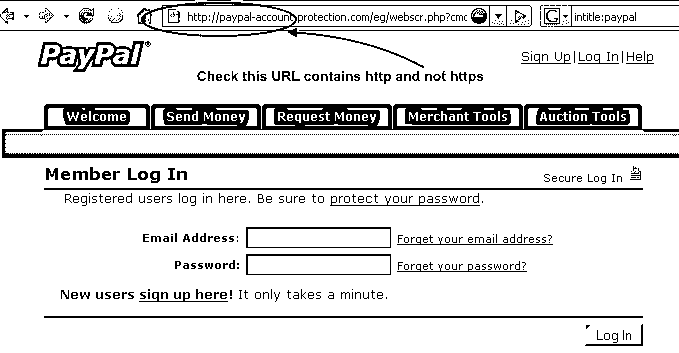 http://paypal-account-protection.com/eg/webscr.php?cmd
G
intitle:paypal
PayPal
Sign Up | Log In | Help
Check this URL contains http and not https
Welcome
Send Money
Request Money
Merchant Tools
Auction Tools
Member Log In
Secure Log In
Registered users log in here. Be sure to protect your password.
Email Address:
Forget your email address?
Password:
Forget your password?
New users sign up here! It only takes a minute.
Log In